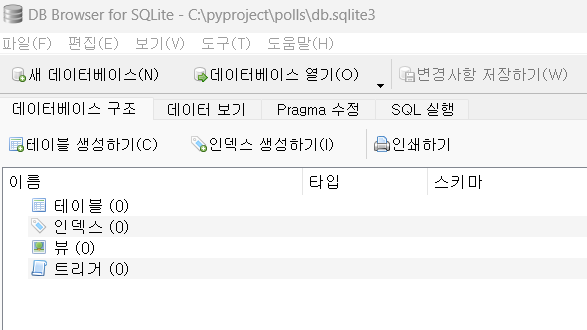 DB Browser for SQLite - C:\pyproject\polls\db.sqlite3
파일(F) 편집(E) 보기(V) 도구(T) 도움말(H)
새 데이터베이스(N) 데이터베이스 열기(O) 변경사항 저장하기(W)
데이터베이스 구조 데이터 보기 Pragma 수정 SQL 실행
테이블 생성하기(C) 인덱스 생성하기(I) 인쇄하기
이름 타입 스키마
테이블 (0)
인덱스 (0)
뷰 (0)
트리거 (0)